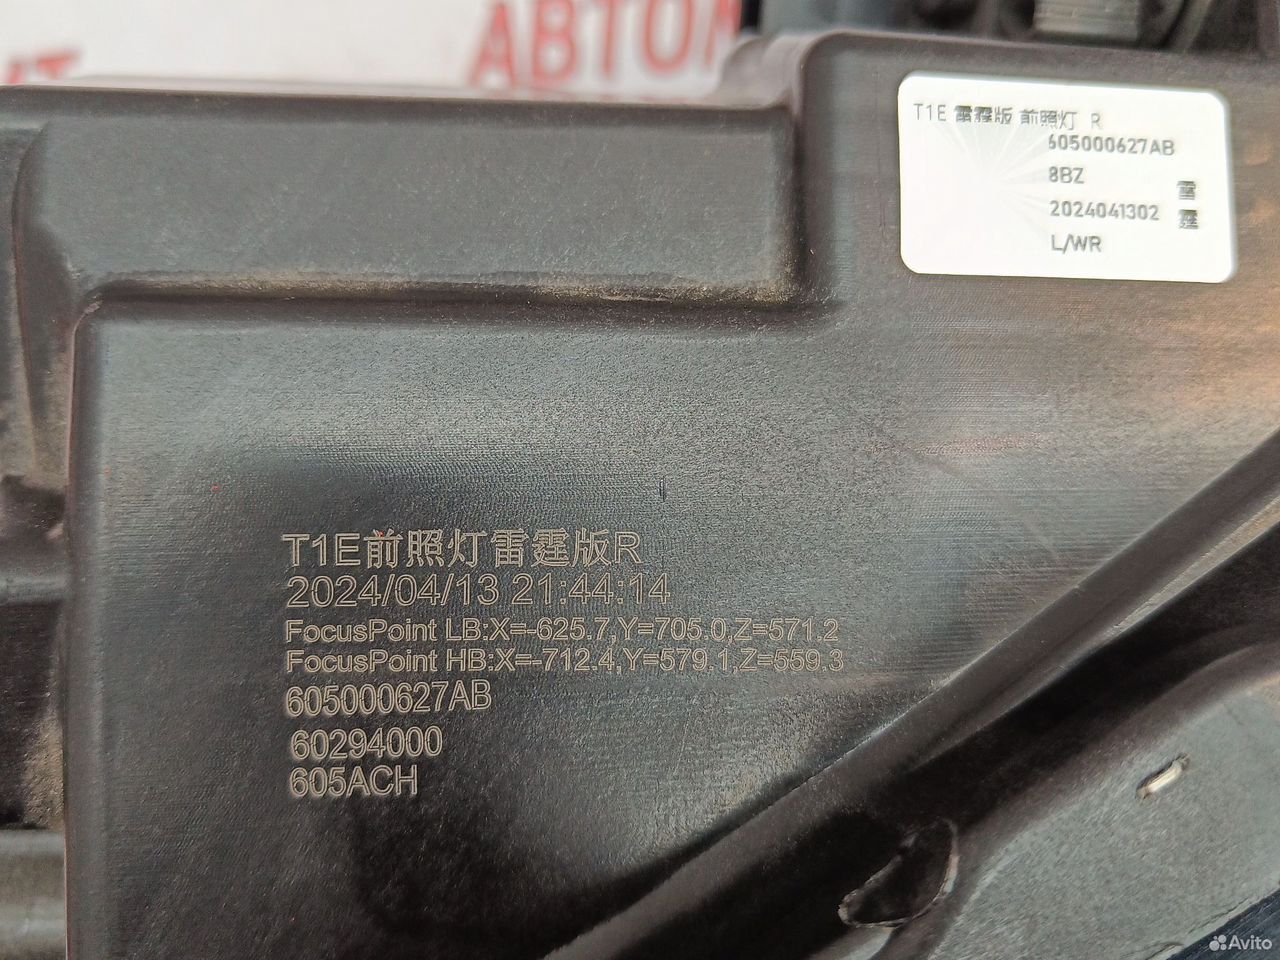 АВТОМ
T1E 雷霆版 前照灯 R
605000627AB
8BZ
2024041302
L/WR
雷霆
T1E前照灯雷霆版R
2024/04/13 21:44:14
FocusPoint LB:X=-625.7,Y=705.0,Z=571.2
FocusPoint HB:X=-712.4,Y=579.1,Z=559.3
605000627AB
60294000
605ACH
Avito